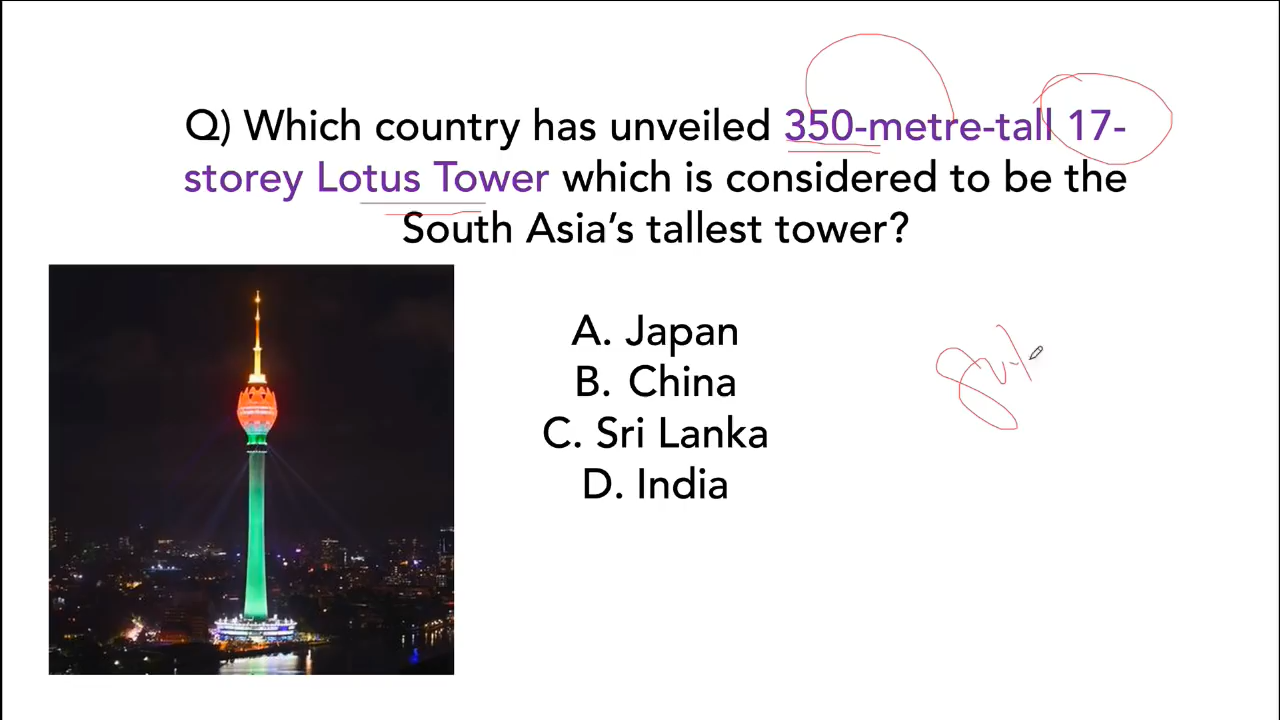 Q) Which country has unveiled 350-metre-tall 17-
storey Lotus Tower which is considered to be the
South Asia’s tallest tower?
A. Japan
B. China
C. Sri Lanka
D. India